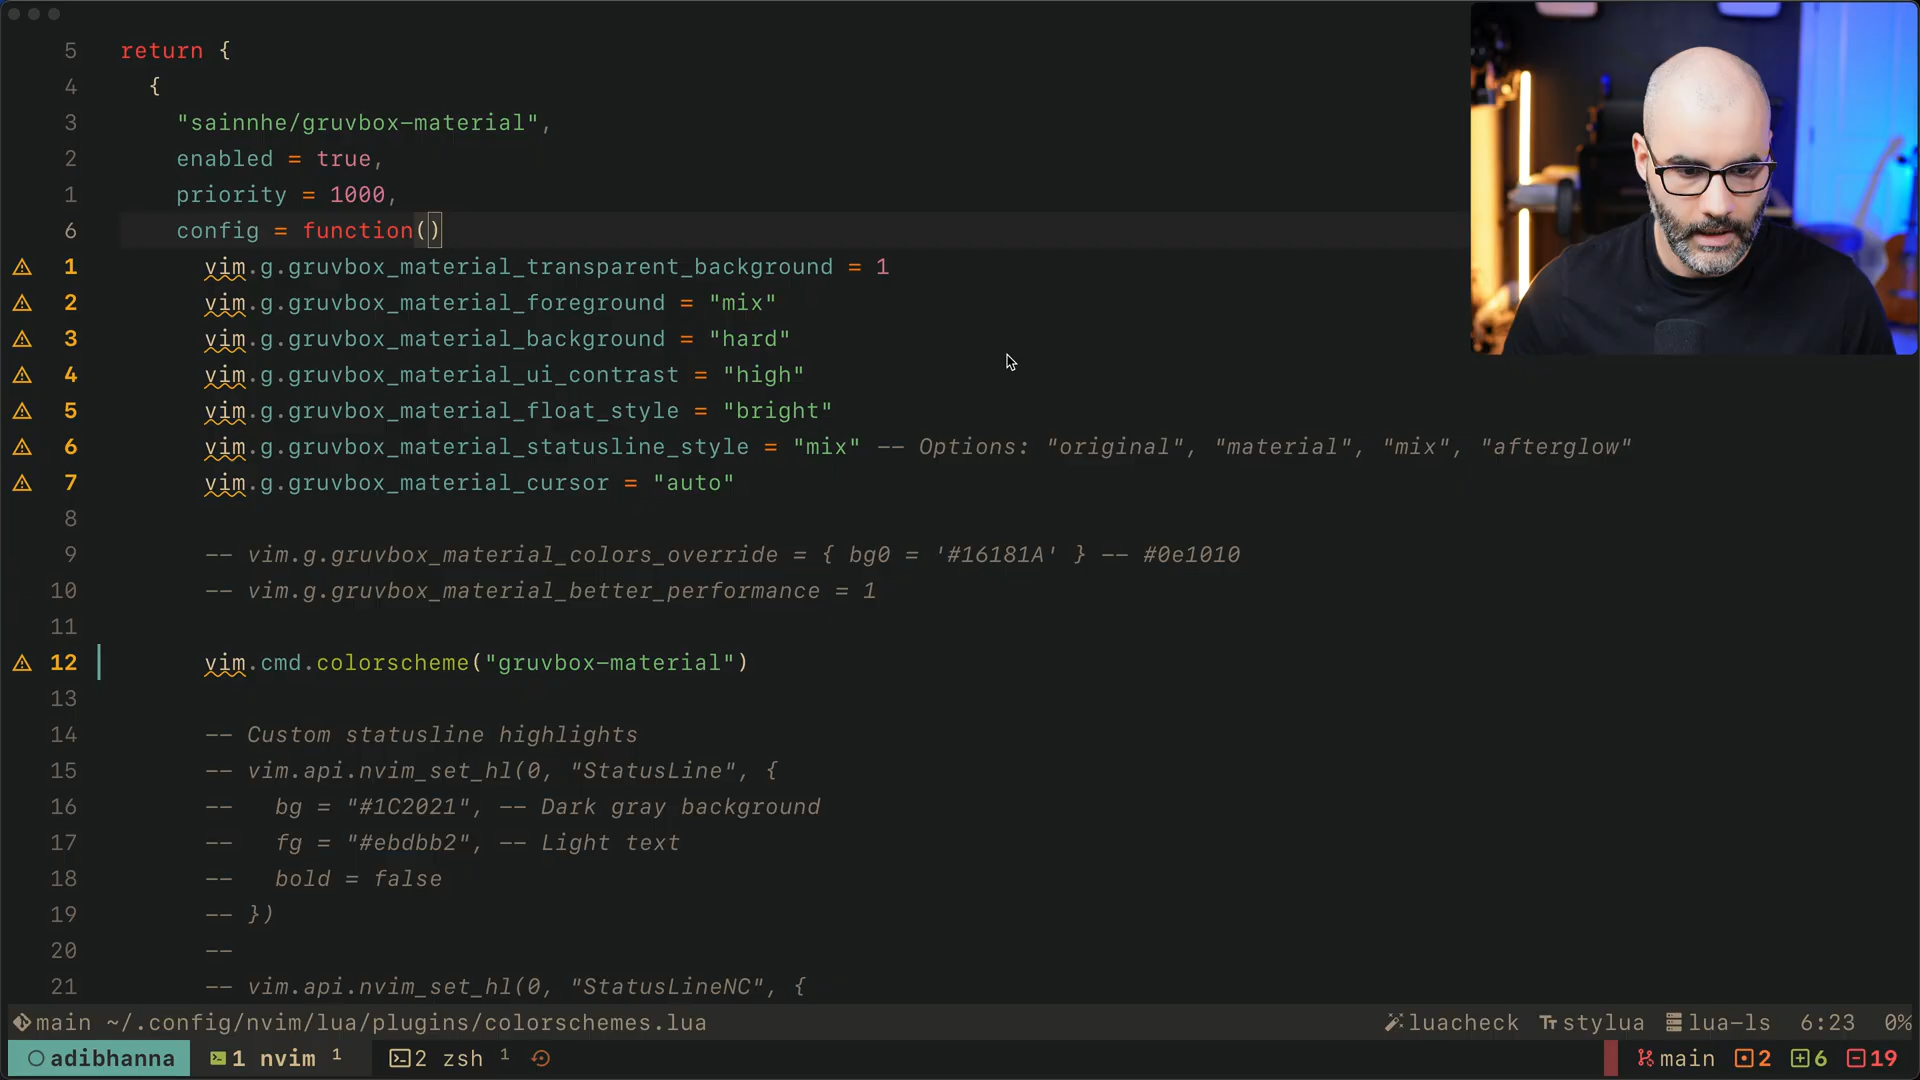 5 return {
4 {
3 "sainnhe/gruvbox-material",
2 enabled = true,
1 priority = 1000,
6 config = function()
1 vim.g.gruvbox_material_transparent_background = 1
2 vim.g.gruvbox_material_foreground = "mix"
3 vim.g.gruvbox_material_background = "hard"
4 vim.g.gruvbox_material_ui_contrast = "high"
5 vim.g.gruvbox_material_float_style = "bright"
6 vim.g.gruvbox_material_statusline_style = "mix" -- Options: "original", "material", "mix", "afterglow"
7 vim.g.gruvbox_material_cursor = "auto"
8
9 -- vim.g.gruvbox_material_colors_override = { bg0 = '#16181A' } -- #0e1010
10 -- vim.g.gruvbox_material_better_performance = 1
11
12 vim.cmd.colorscheme("gruvbox-material")
13
14 -- Custom statusline highlights
15 -- vim.api.nvim_set_hl(0, "StatusLine", {
16 -- bg = "#1C2021", -- Dark gray background
17 -- fg = "#ebdbb2", -- Light text
18 -- bold = false
19 -- })
20 --
21 -- vim.api.nvim_set_hl(0, "StatusLineNC", {
main ~/.config/nvim/lua/plugins/colorschemes.lua luacheck stylua lua-ls 6:23 0%
adibhanna 1 nvim 1 2 zsh 1 main 2 6 19